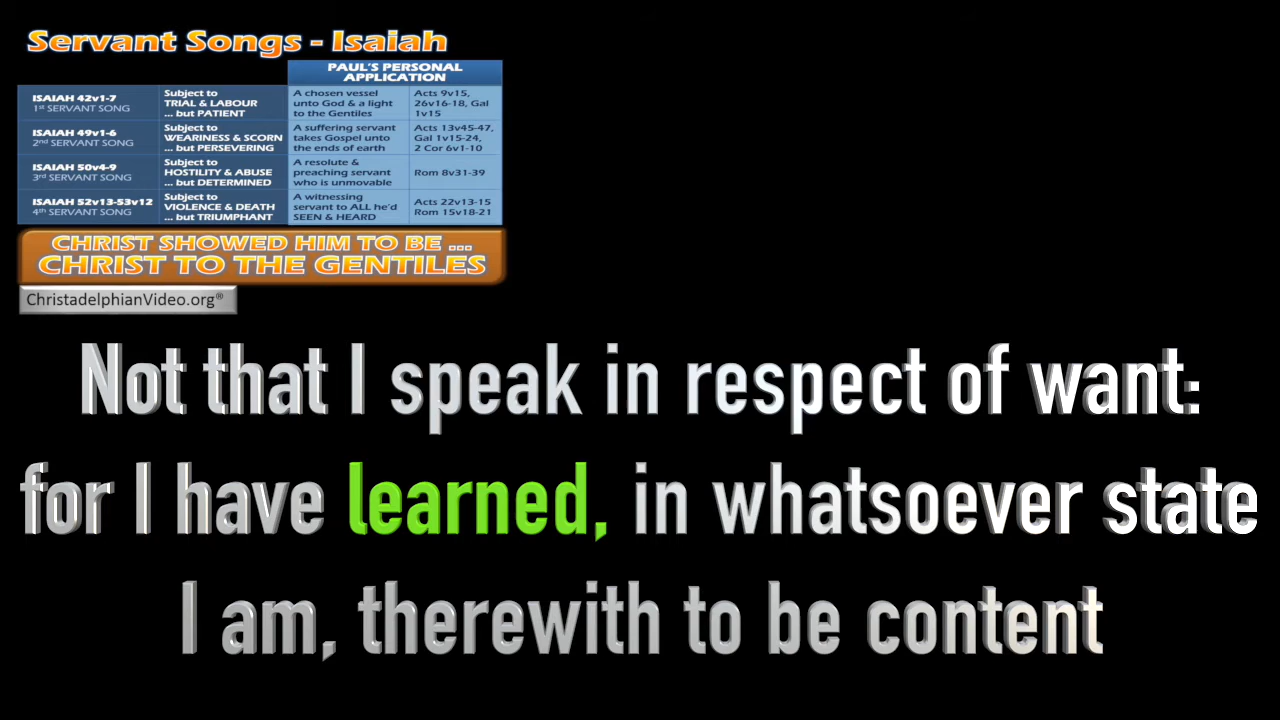 Servant Songs - Isaiah
PAUL'S PERSONAL
APPLICATION
ISAIAH 42v1-7
1st SERVANT SONG
Subject to
TRIAL & LABOUR
... but PATIENT
A chosen vessel
unto God & a light
to the Gentiles
Acts 9v15,
26v16-18, Gal
1v15
ISAIAH 49v1-6
2nd SERVANT SONG
Subject to
WEARINESS & SCORN
... but PERSEVERING
A suffering servant
takes Gospel unto
the ends of earth
Acts 13v45-47,
Gal 1v15-24,
2 Cor 6v1-10
ISAIAH 50v4-9
3rd SERVANT SONG
Subject to
HOSTILITY & ABUSE
... but DETERMINED
A resolute &
preaching servant
who is unmovable
Rom 8v31-39
ISAIAH 52v13-53v12
4th SERVANT SONG
Subject to
VIOLENCE & DEATH
... but TRIUMPHANT
A witnessing
servant to ALL he'd
SEEN & HEARD
Acts 22v13-15
Rom 15v18-21
CHRIST SHOWED HIM TO BE ...
CHRIST TO THE GENTILES
ChristadelphianVideo.org®
Not that I speak in respect of want:
for I have learned, in whatsoever state
I am, therewith to be content